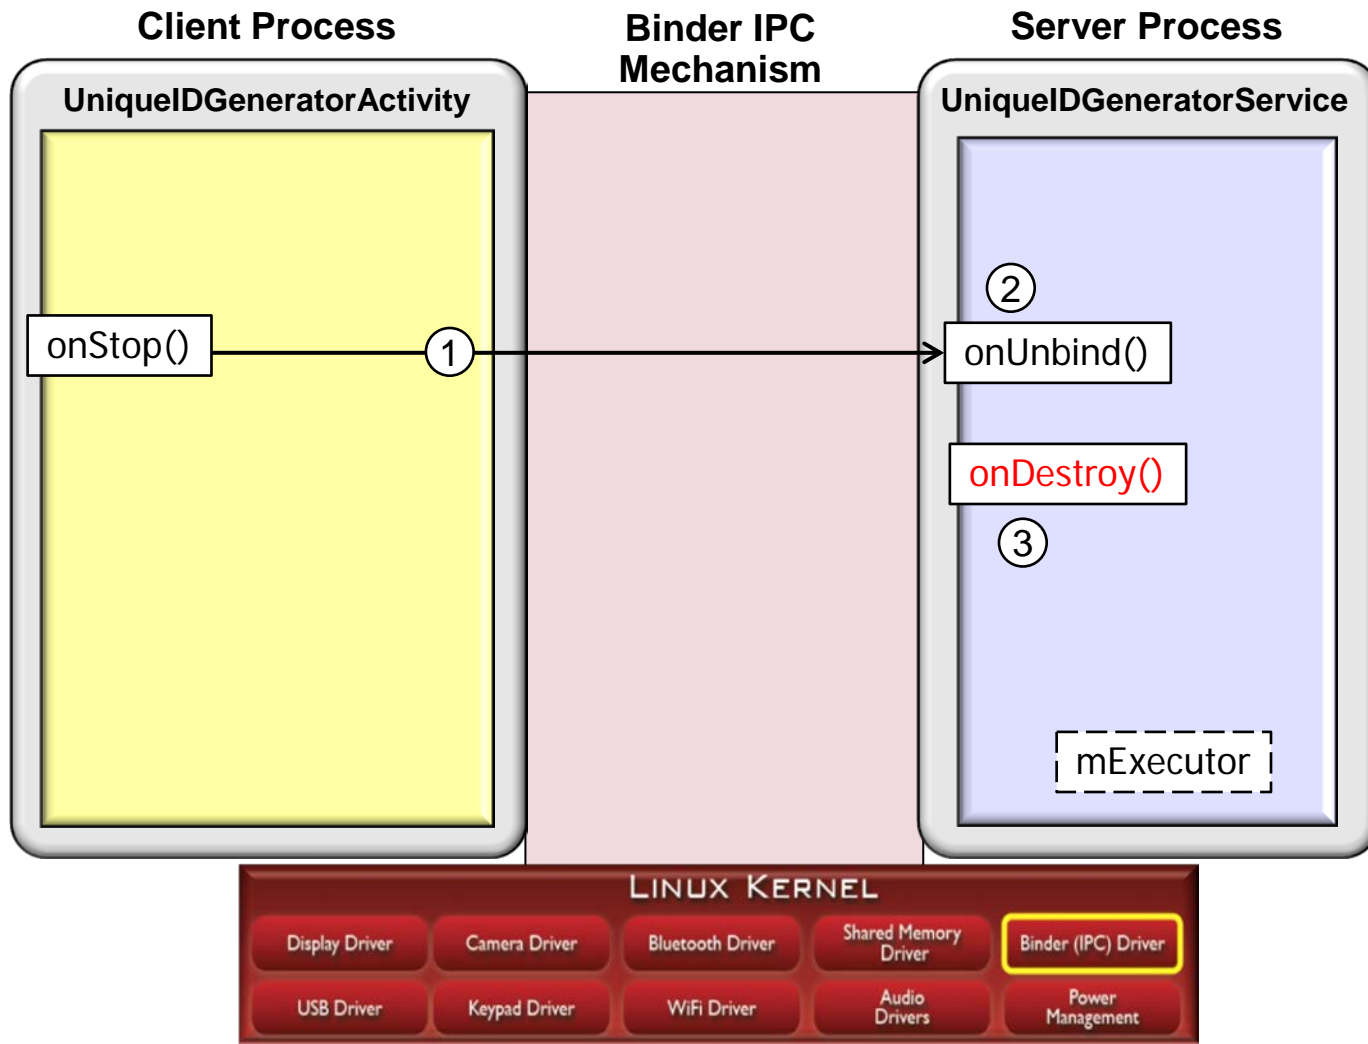 Client Process
Binder IPC
Mechanism
Server Process
UniqueIDGeneratorActivity
UniqueIDGeneratorService
2
onStop()
1
onUnbind()
onDestroy()
3
mExecutor
LINUX KERNEL
Display Driver
Camera Driver
Bluetooth Driver
Shared Memory
Driver
Binder (IPC) Driver
USB Driver
Keypad Driver
WiFi Driver
Audio
Drivers
Power
Management